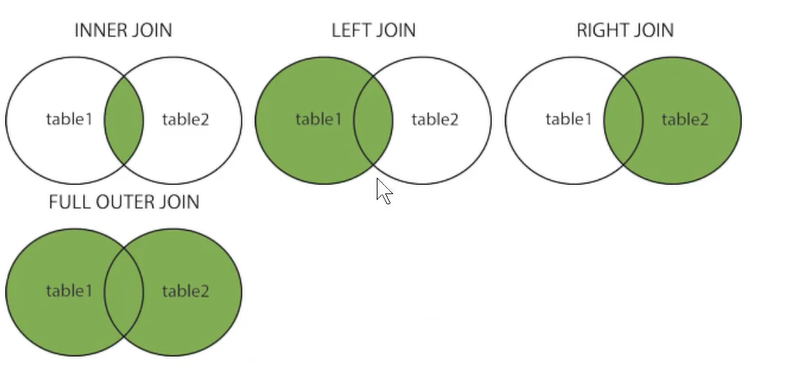 INNER JOIN
LEFT JOIN
RIGHT JOIN
table1
table2
table1
table2
table1
table2
FULL OUTER JOIN
table1
table2